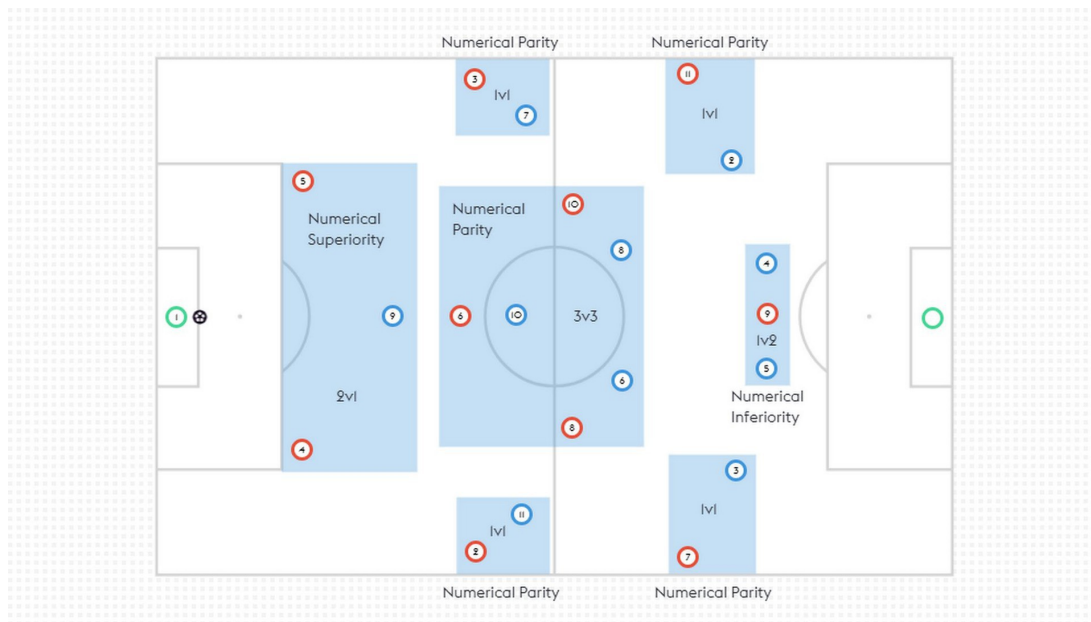 Numerical Parity
Numerical Parity
3
1v1
7
11
1v1
2
5
Numerical
Superiority
9
2v1
4
Numerical
Parity
10
8
6
10
3v3
6
8
4
9
1v2
5
Numerical
Inferiority
1
11
1v1
2
3
1v1
7
Numerical Parity
Numerical Parity